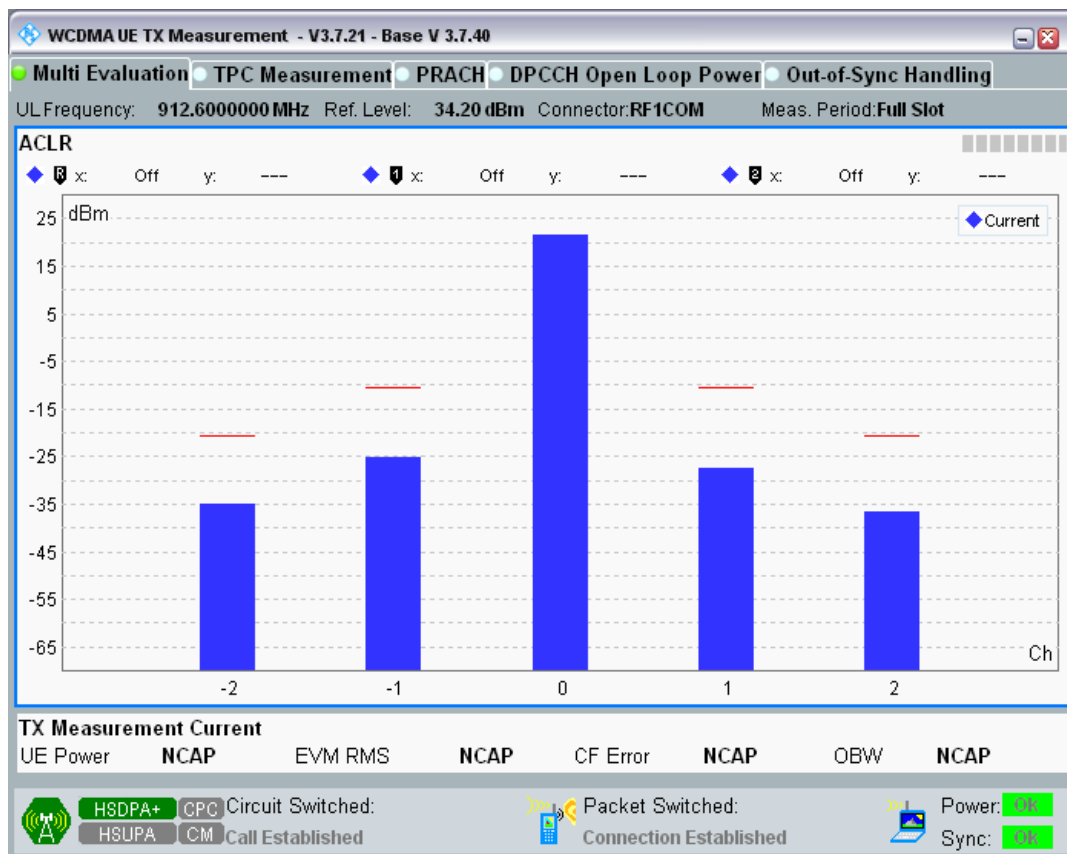 WCDMA UE TX Measurement - V3.7.21 - Base V 3.7.40
Multi Evaluation TPC Measurement PRACH DPCCH Open Loop Power Out-of-Sync Handling
UL Frequency: 912.6000000 MHz Ref. Level: 34.20 dBm Connector:RF1COM Meas. Period:Full Slot
ACLR
R x: Off y: --- 1 x: Off y: --- 2 x: Off y: ---
dBm
Current
25
15
5
-5
-15
-25
-35
-45
-55
-65
Ch
-2 -1 0 1 2
TX Measurement Current
UE Power NCAP EVM RMS NCAP CF Error NCAP OBW NCAP
HSDPA+ CPC Circuit Switched: Packet Switched: Power: Ok
HSUPA CM Call Established Connection Established Sync: Ok